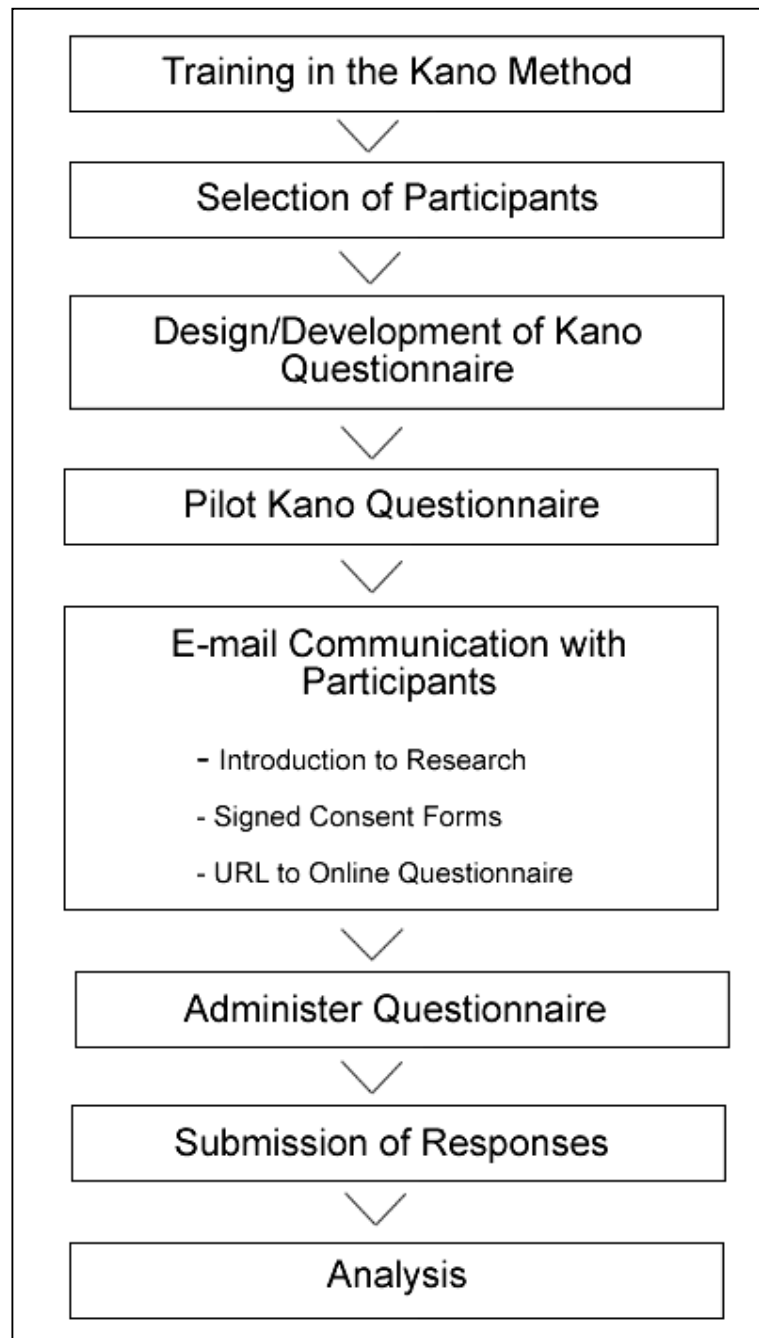 Training in the Kano Method
Selection of Participants
Design/Development of Kano
Questionnaire
Pilot Kano Questionnaire
E-mail Communication with
Participants
- Introduction to Research
- Signed Consent Forms
- URL to Online Questionnaire
Administer Questionnaire
Submission of Responses
Analysis